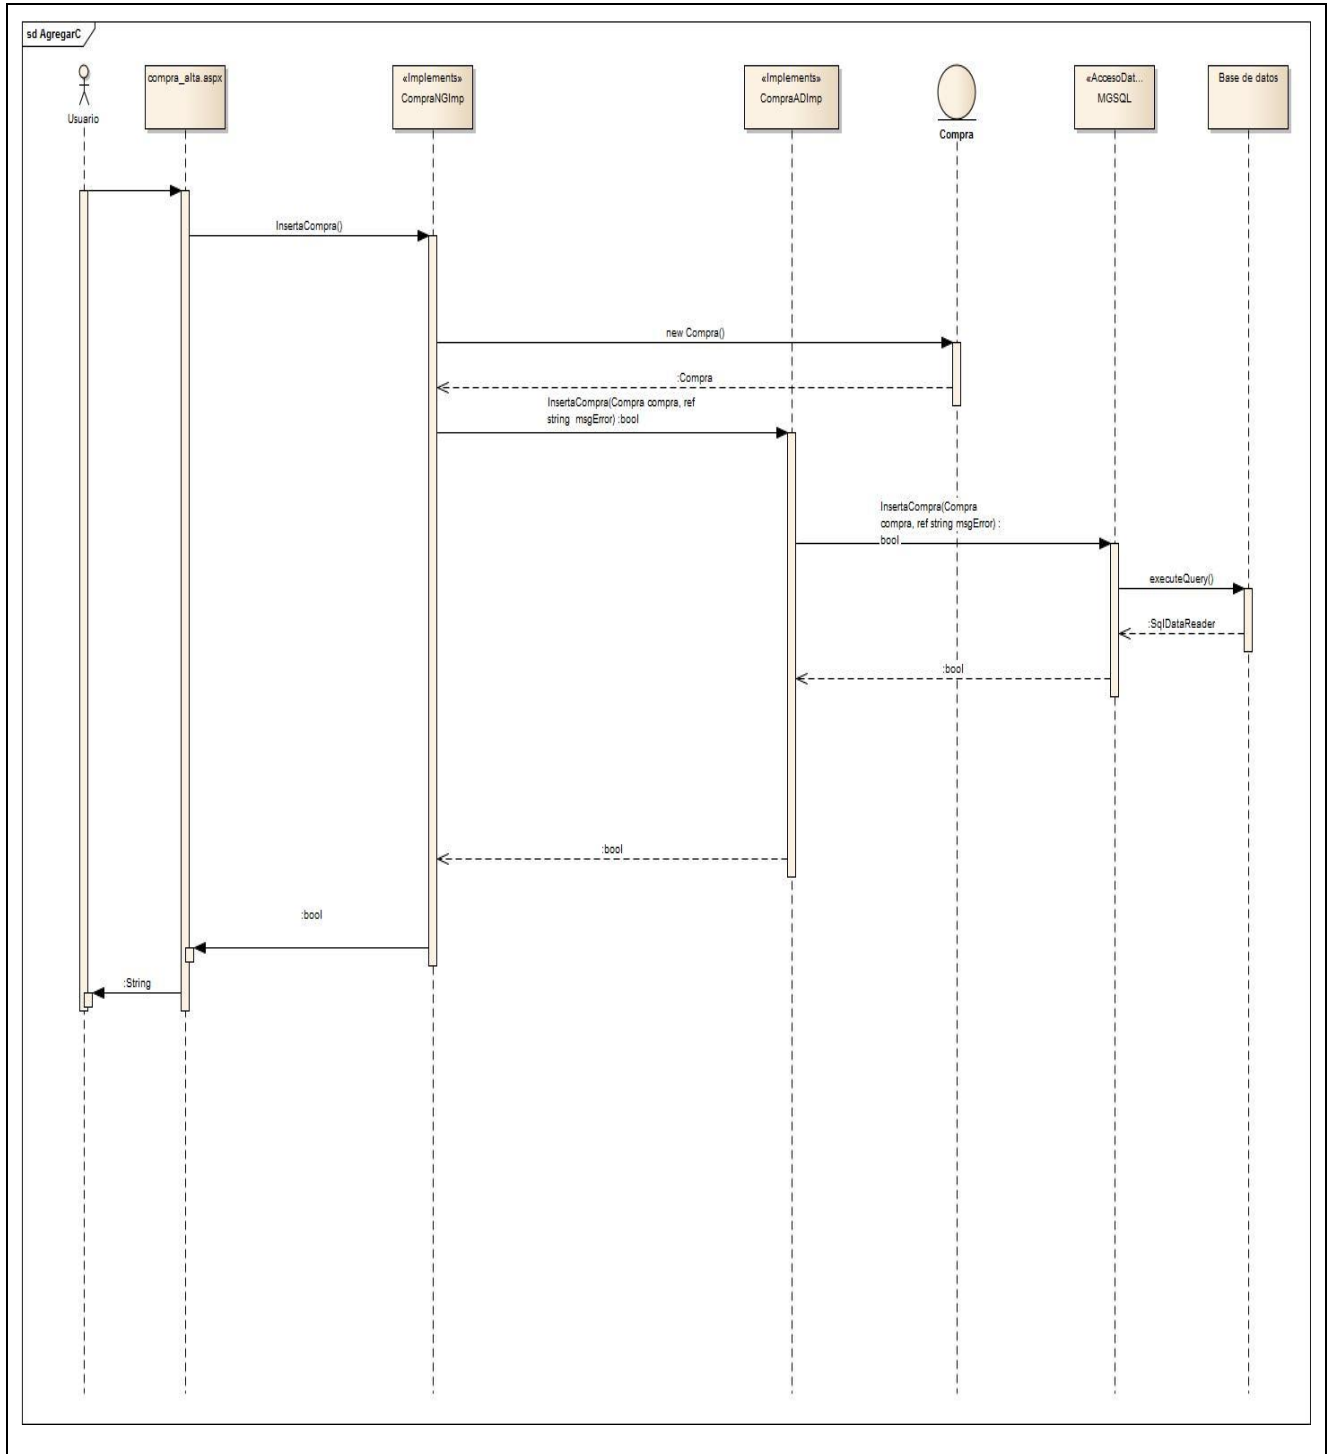 sd AgregarC
Usuario
compra_alta.aspx
«Implements»
CompraNGImp
«Implements»
CompraADImp
Compra
«AccesoDat...
MGSQL
Base de datos
InsertaCompra()
new Compra()
:Compra
InsertaCompra(Compra compra, ref
string msgError) :bool
InsertaCompra(Compra
compra, ref string msgError) :
bool
executeQuery()
:SqlDataReader
:bool
:bool
:bool
:String